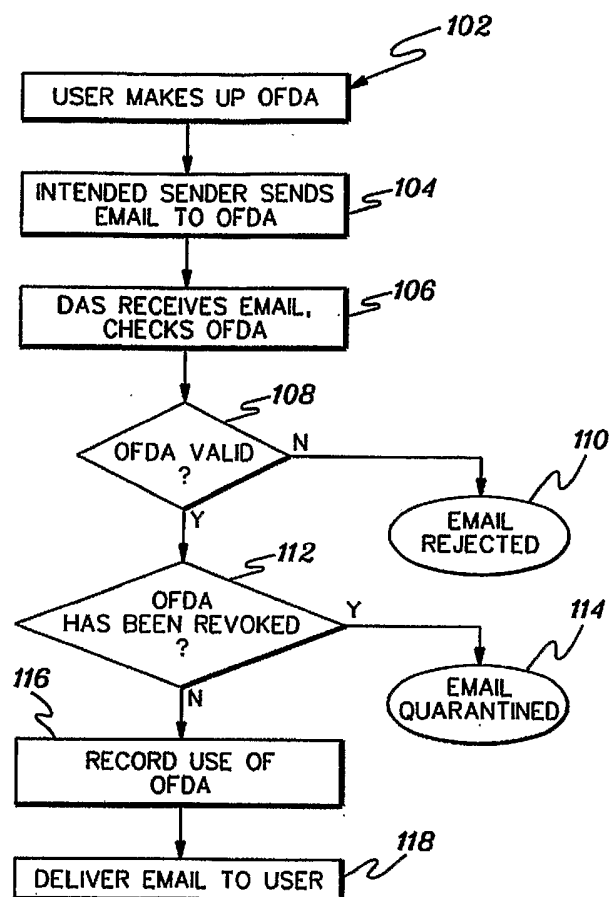 102
USER MAKES UP OFDA
INTENDED SENDER SENDS
EMAIL TO OFDA
104
DAS RECEIVES EMAIL,
CHECKS OFDA
106
108
OFDA VALID
?
N
Y
110
EMAIL
REJECTED
112
OFDA
HAS BEEN REVOKED
?
Y
N
114
EMAIL
QUARANTINED
116
RECORD USE OF
OFDA
118
DELIVER EMAIL TO USER